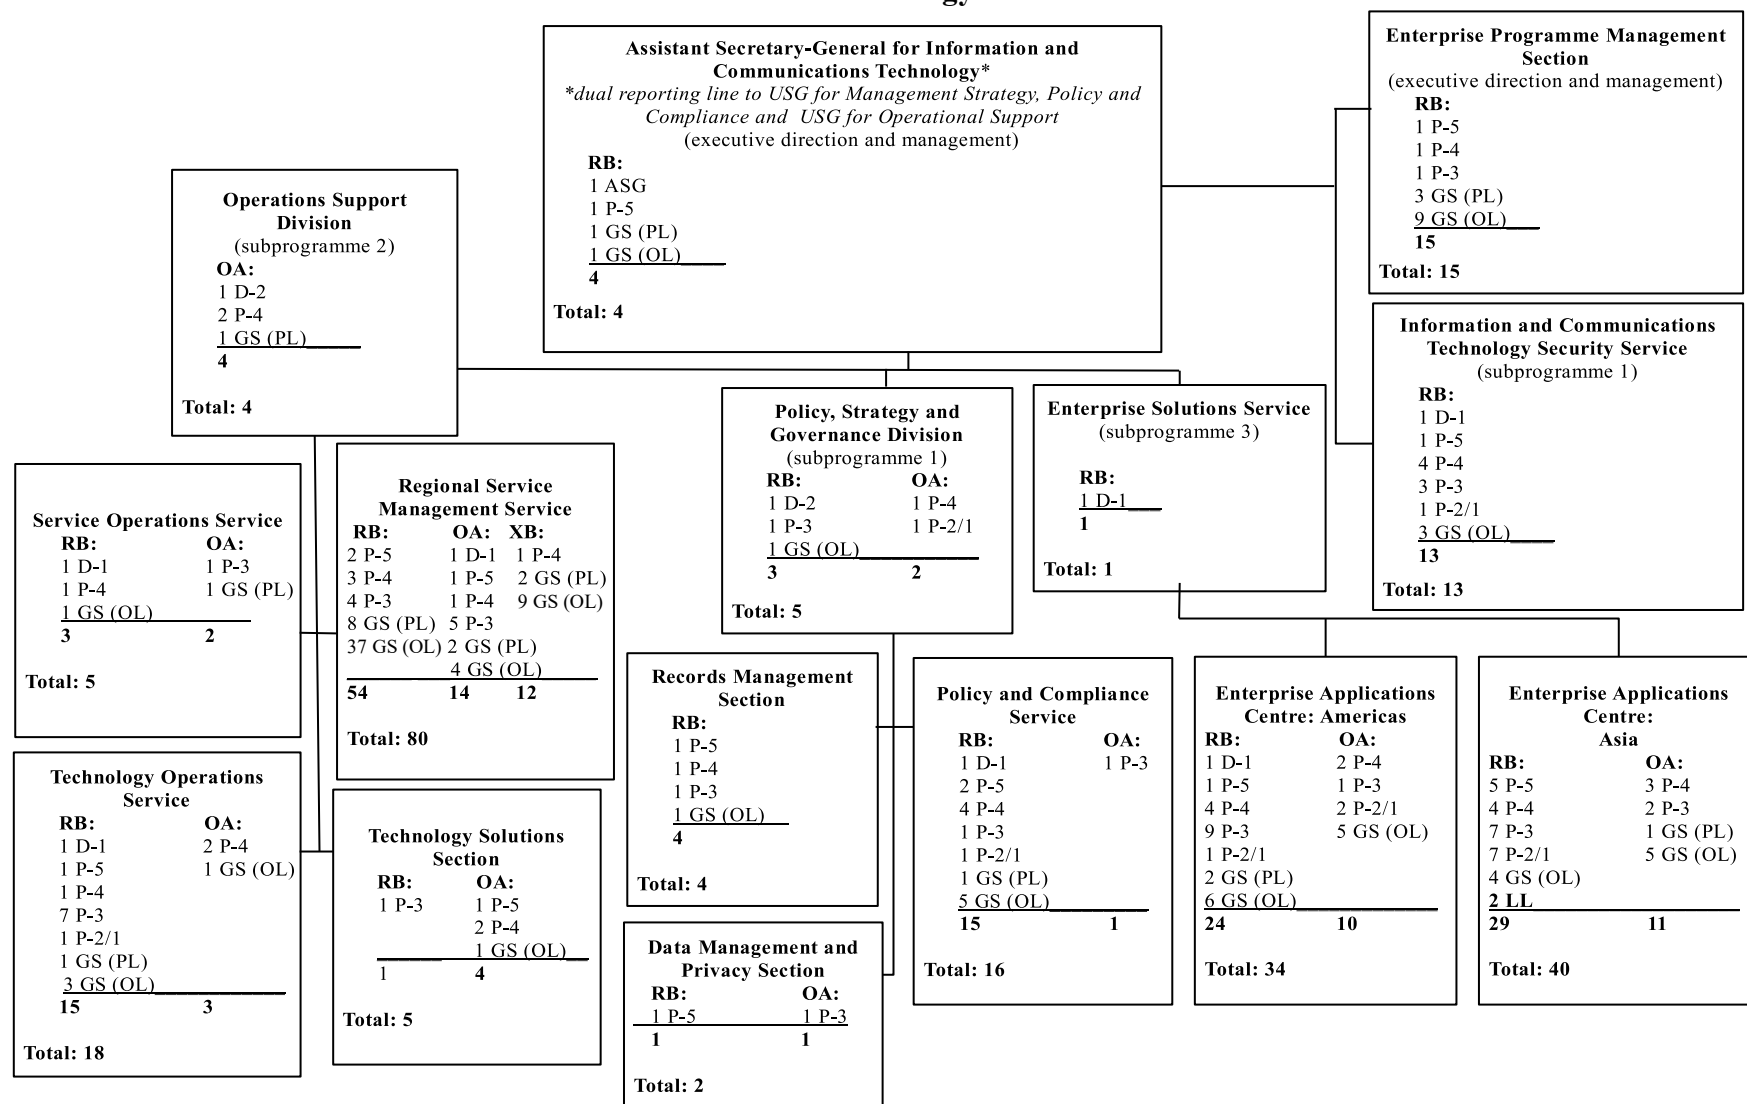 gy
Assistant Secretary-General for Information and
Communications Technology*
*dual reporting line to USG for Management Strategy, Policy and
Compliance and USG for Operational Support
(executive direction and management)
RB:
1 ASG
1 P-5
1 GS (PL)
1 GS (OL)
4
Total: 4
Enterprise Programme Management
Section
(executive direction and management)
RB:
1 P-5
1 P-4
1 P-3
3 GS (PL)
9 GS (OL)
15
Total: 15
Operations Support
Division
(subprogramme 2)
OA:
1 D-2
2 P-4
1 GS (PL)
4
Total: 4
Information and Communications
Technology Security Service
(subprogramme 1)
RB:
1 D-1
1 P-5
4 P-4
3 P-3
1 P-2/1
3 GS (OL)
13
Total: 13
Policy, Strategy and
Governance Division
(subprogramme 1)
RB: OA:
1 D-2 1 P-4
1 P-3 1 P-2/1
1 GS (OL)
3 2
Total: 5
Enterprise Solutions Service
(subprogramme 3)
RB:
1 D-1
1
Total: 1
Service Operations Service
RB: OA:
1 D-1 1 P-3
1 P-4 1 GS (PL)
1 GS (OL)
3 2
Total: 5
Regional Service
Management Service
RB: OA: XB:
2 P-5 1 D-1 1 P-4
3 P-4 1 P-5 2 GS (PL)
4 P-3 1 P-4 9 GS (OL)
8 GS (PL) 5 P-3
37 GS (OL) 2 GS (PL)
4 GS (OL)
54 14 12
Total: 80
Records Management
Section
RB:
1 P-5
1 P-4
1 P-3
1 GS (OL)
4
Total: 4
Policy and Compliance
Service
RB: OA:
1 D-1 1 P-3
2 P-5
4 P-4
1 P-3
1 P-2/1
1 GS (PL)
5 GS (OL)
15 1
Total: 16
Enterprise Applications
Centre: Americas
RB: OA:
1 D-1 2 P-4
1 P-5 1 P-3
4 P-4 2 P-2/1
9 P-3 5 GS (OL)
1 P-2/1
2 GS (PL)
6 GS (OL)
24 10
Total: 34
Enterprise Applications
Centre:
Asia
RB: OA:
5 P-5 3 P-4
4 P-4 2 P-3
7 P-3 1 GS (PL)
7 P-2/1 5 GS (OL)
4 GS (OL)
2 LL
29 11
Total: 40
Technology Operations
Service
RB: OA:
1 D-1 2 P-4
1 P-5 1 GS (OL)
1 P-4
7 P-3
1 P-2/1
1 GS (PL)
3 GS (OL)
15 3
Total: 18
Technology Solutions
Section
RB: OA:
1 P-3 1 P-5
2 P-4
1 GS (OL)
1 4
Total: 5
Data Management and
Privacy Section
RB: OA:
1 P-5 1 P-3
1 1
Total: 2